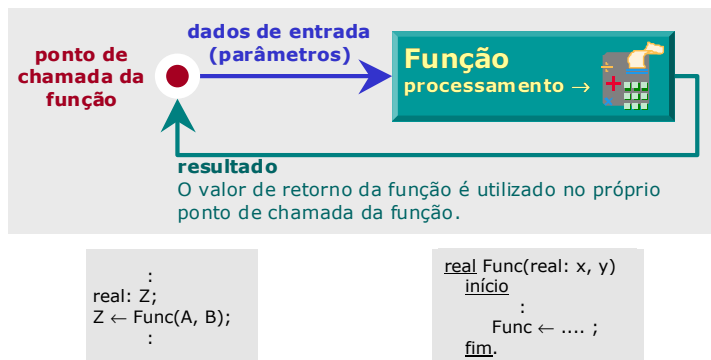 ponto de
chamada da
função
dados de entrada
(parâmetros)
Função
processamento →
resultado
O valor de retorno da função é utilizado no próprio
ponto de chamada da função.
:
real: Z;
Z ← Func(A, B);
:
real Func(real: x, y)
início
:
Func ← .... ;
fim.